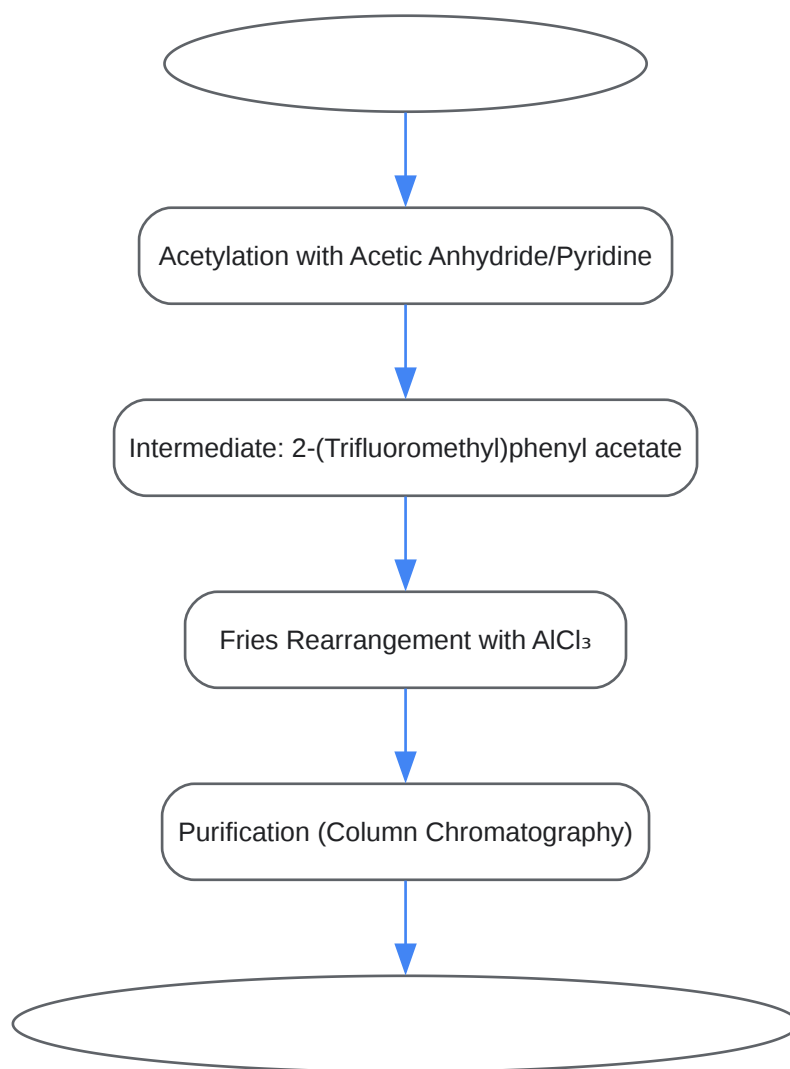 Acetylation with Acetic Anhydride/Pyridine
Intermediate: 2-(Trifluoromethyl)phenyl acetate
Fries Rearrangement with AlCl₃
Purification (Column Chromatography)